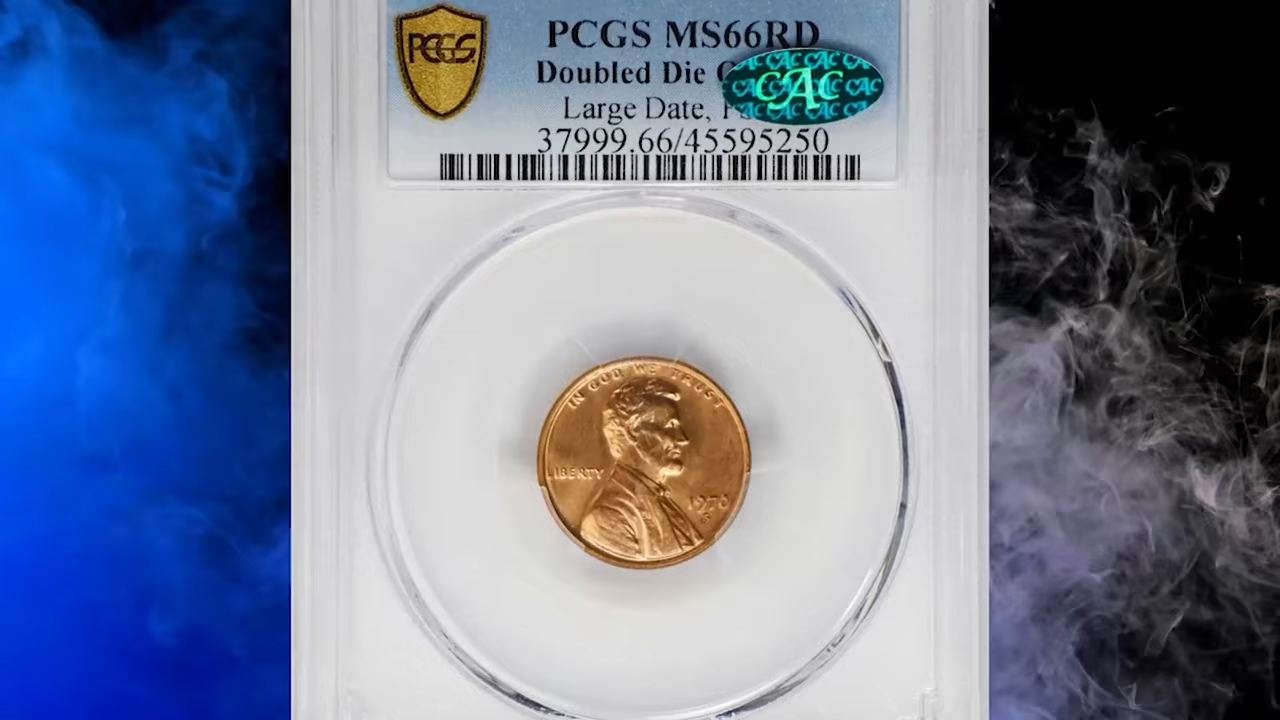 PCGS
PCGS MS66RD
Doubled Die
CAC
Large Date,
37999.66/45595250
IN GOD WE TRUST
LIBERTY
1970
S